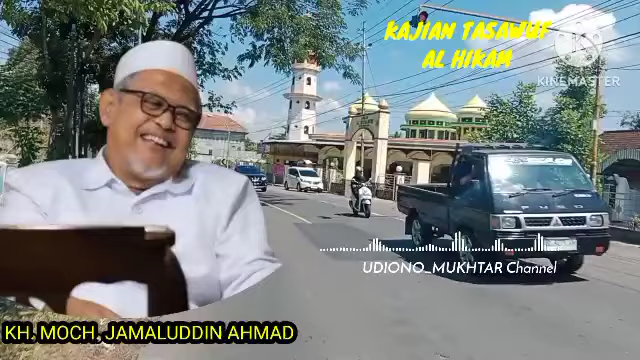 KAJIAN TASAWUF
AL HIKAM
KINEMASTER
UDIONO_MUKHTAR Channel
KH. MOCH. JAMALUDDIN AHMAD